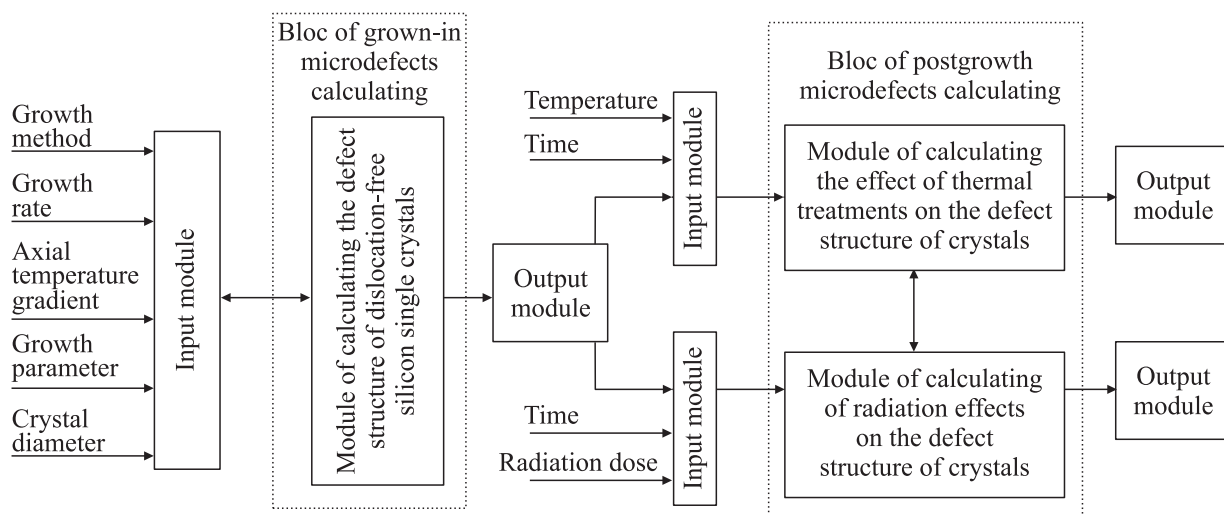 Growth
method
Growth
rate
Axial
temperature
gradient
Growth
parameter
Crystal
diameter
Input module
Bloc of grown-in
microdefects
calculating
Module of calculating the defect
structure of dislocation-free
silicon single crystals
Output
module
Temperature
Time
Input module
Time
Radiation dose
Input module
Bloc of postgrowth
microdefects calculating
Module of calculating
the effect of thermal
treatments on the defect
structure of crystals
Module of calculating
of radiation effects
on the defect
structure of crystals
Output
module
Output
module